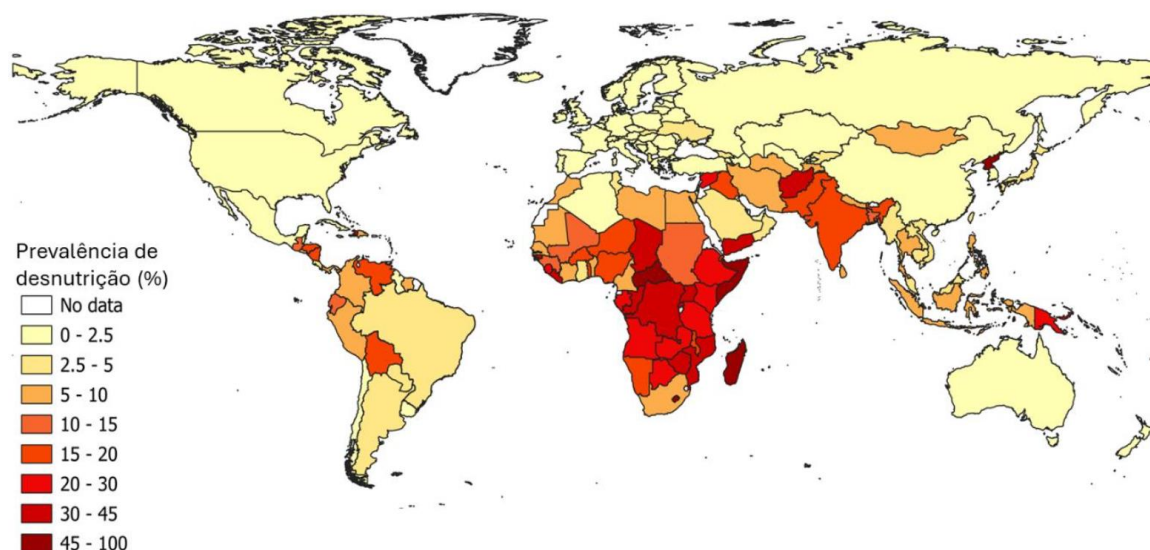 Prevalência de
desnutrição (%)
No data
0 - 2.5
2.5 - 5
5 - 10
10 - 15
15 - 20
20 - 30
30 - 45
45 - 100